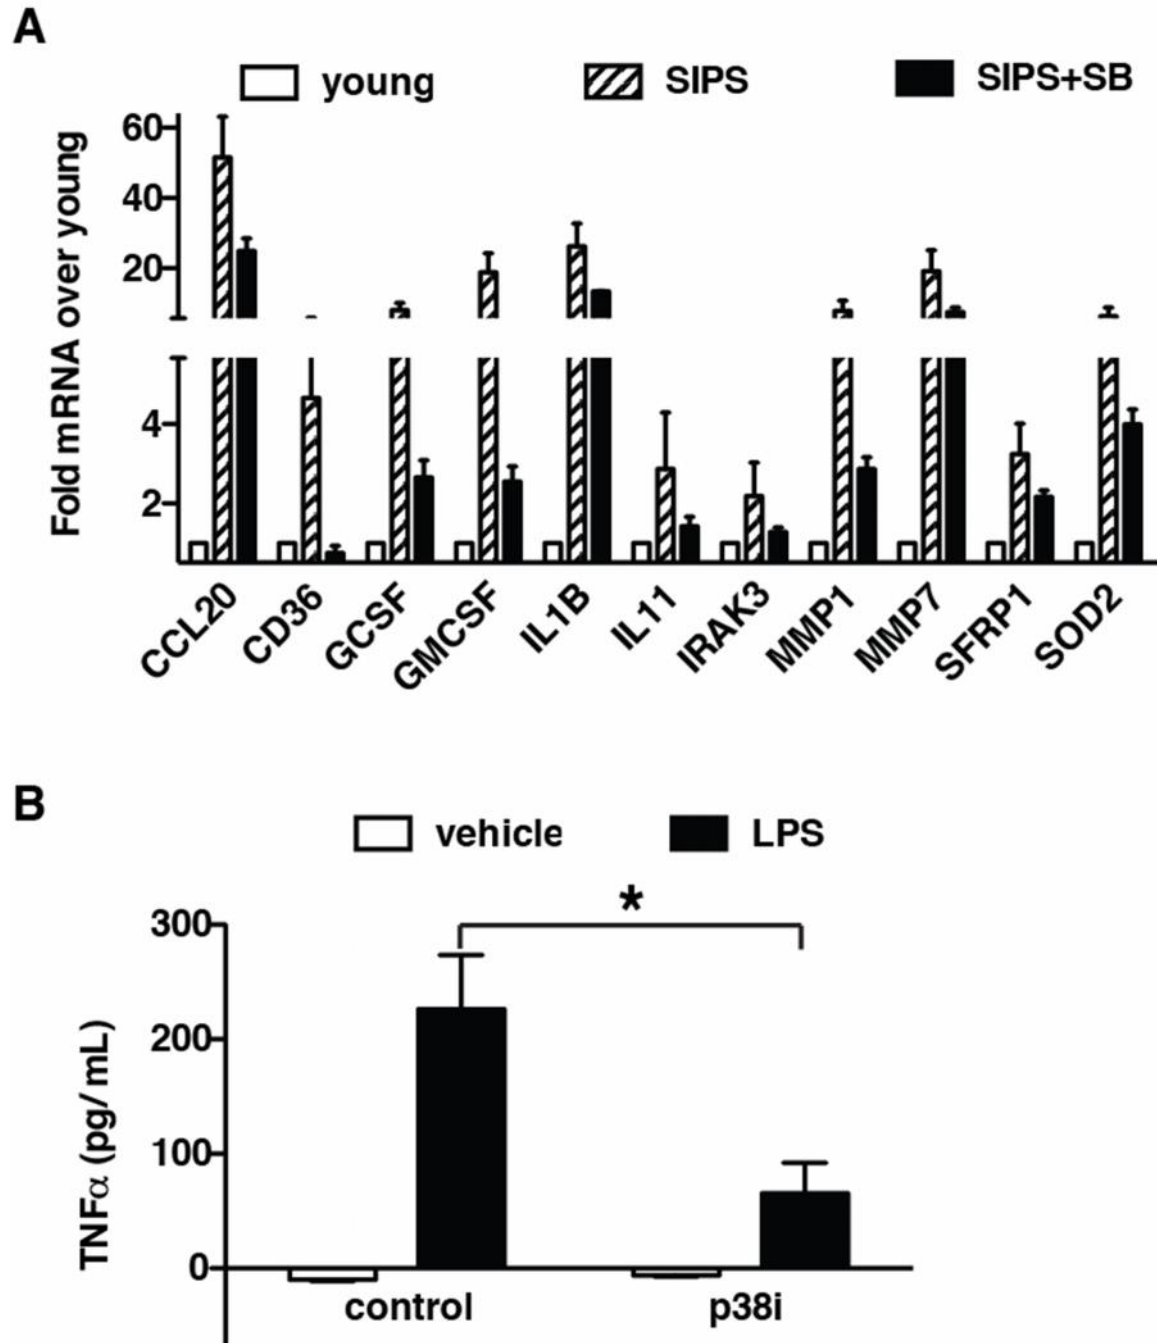 A
young SIPS SIPS+SB
Fold mRNA over young
60
40
20
4
2
CCL20 CD36 GCSF GMCSF IL1B IL11 IRAK3 MMP1 MMP7 SFRP1 SOD2
B
vehicle LPS
*
TNFα (pg/mL)
300
200
100
0
control p38i